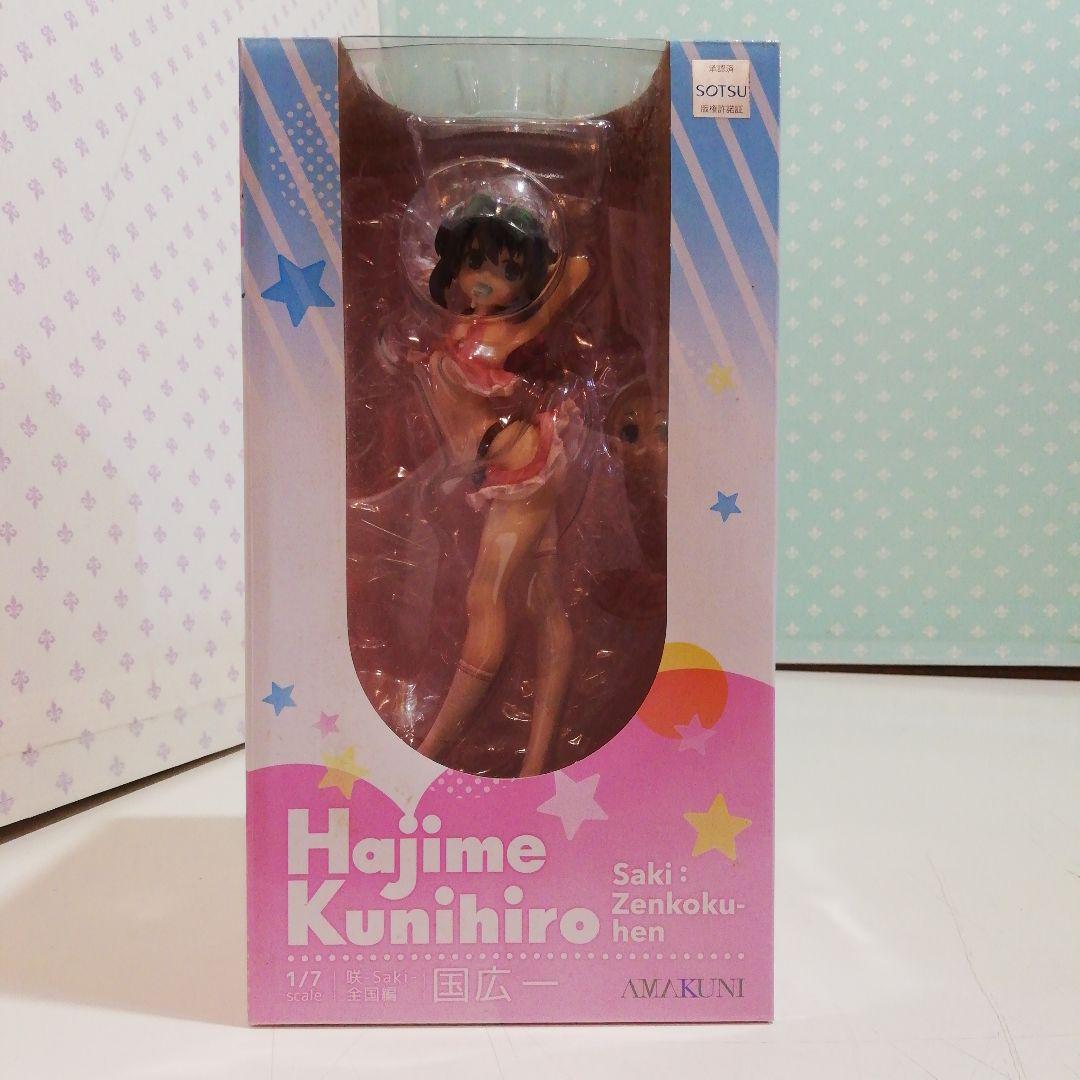 承認済
SOTSU
版権許諾証
Hajime
Kunihiro
Saki:
Zenkoku-
hen
1/7
scale
咲-Saki-
全国編
国広 一
AMAKUNI